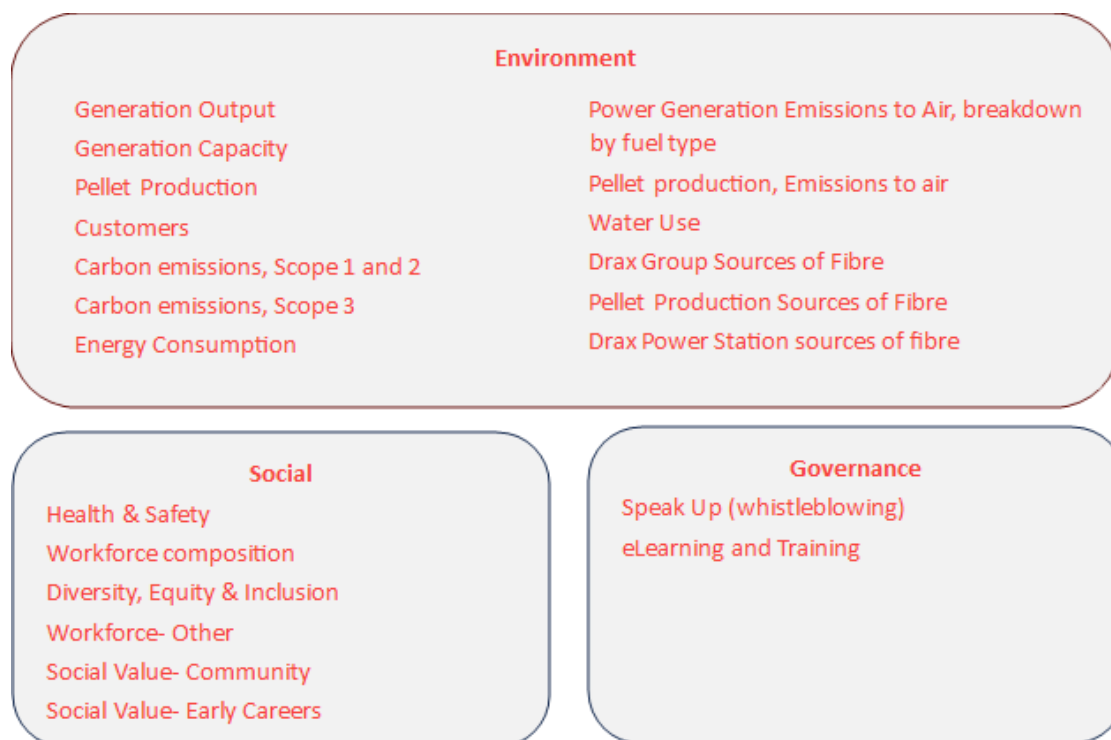 Environment
Generation Output
Generation Capacity
Pellet Production
Customers
Carbon emissions, Scope 1 and 2
Carbon emissions, Scope 3
Energy Consumption
Power Generation Emissions to Air, breakdown
by fuel type
Pellet production, Emissions to air
Water Use
Drax Group Sources of Fibre
Pellet Production Sources of Fibre
Drax Power Station sources of fibre
Social
Health & Safety
Workforce composition
Diversity, Equity & Inclusion
Workforce- Other
Social Value- Community
Social Value- Early Careers
Governance
Speak Up (whistleblowing)
eLearning and Training